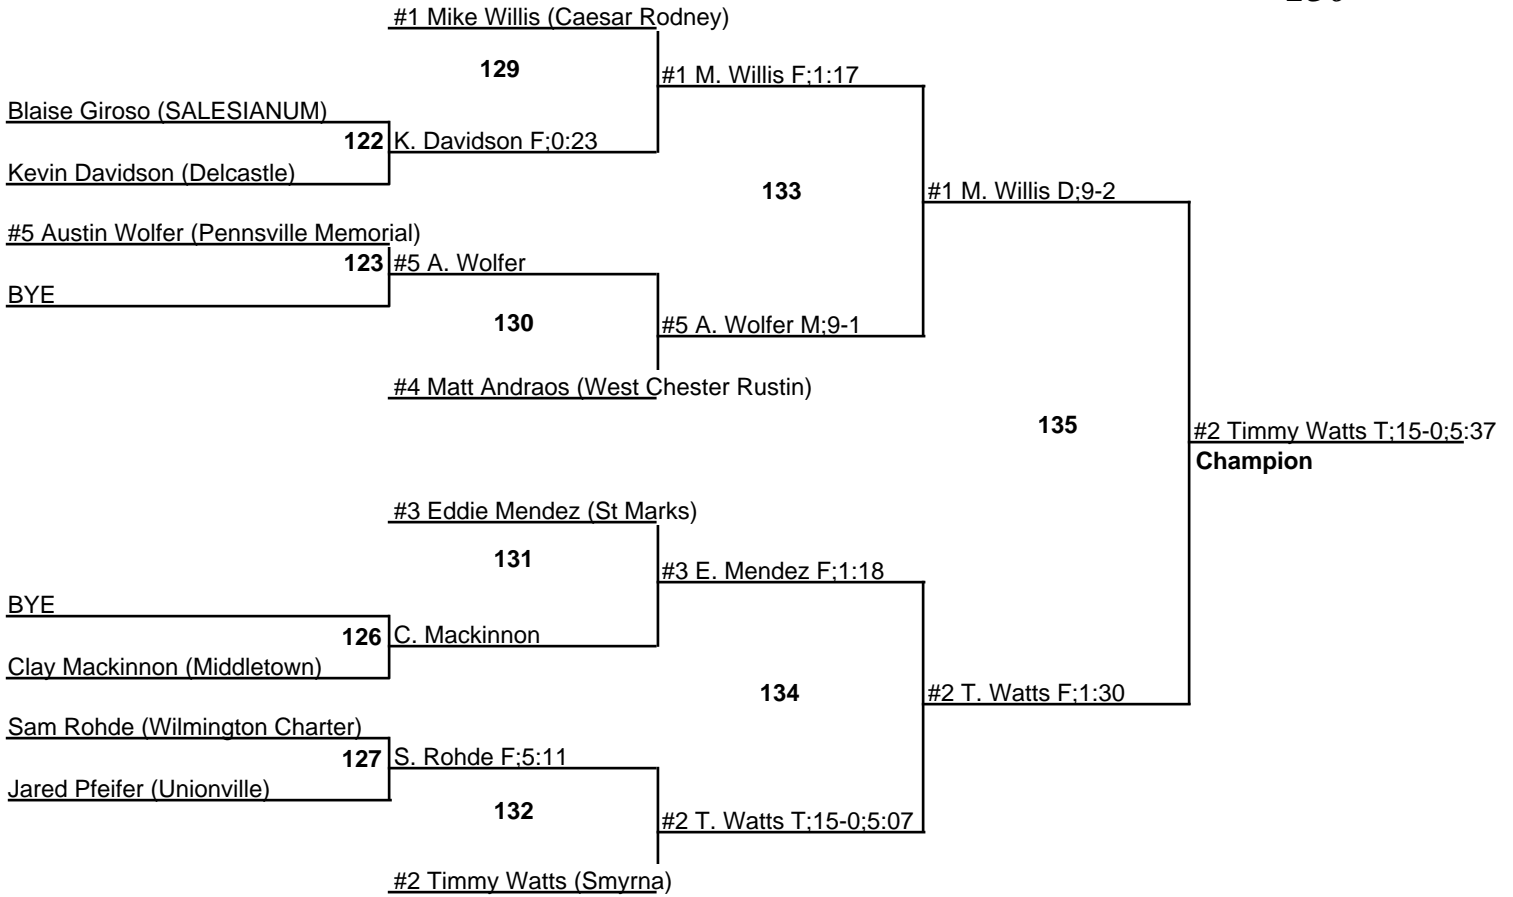 #1 Mike Willis (Caesar Rodney)
129
#1 M. Willis F;1:17
Blaise Giroso (SALESIANUM)
122 K. Davidson F;0:23
Kevin Davidson (Delcastle)
133
#1 M. Willis D;9-2
#5 Austin Wolfer (Pennsville Memorial)
123 #5 A. Wolfer
BYE
130
#5 A. Wolfer M;9-1
#4 Matt Andraos (West Chester Rustin)
135
#2 Timmy Watts T;15-0;5:37
Champion
#3 Eddie Mendez (St Marks)
131
#3 E. Mendez F;1:18
BYE
126 C. Mackinnon
Clay Mackinnon (Middletown)
134
#2 T. Watts F;1:30
Sam Rohde (Wilmington Charter)
127 S. Rohde F;5:11
Jared Pfeifer (Unionville)
132
#2 T. Watts T;15-0;5:07
#2 Timmy Watts (Smyrna)